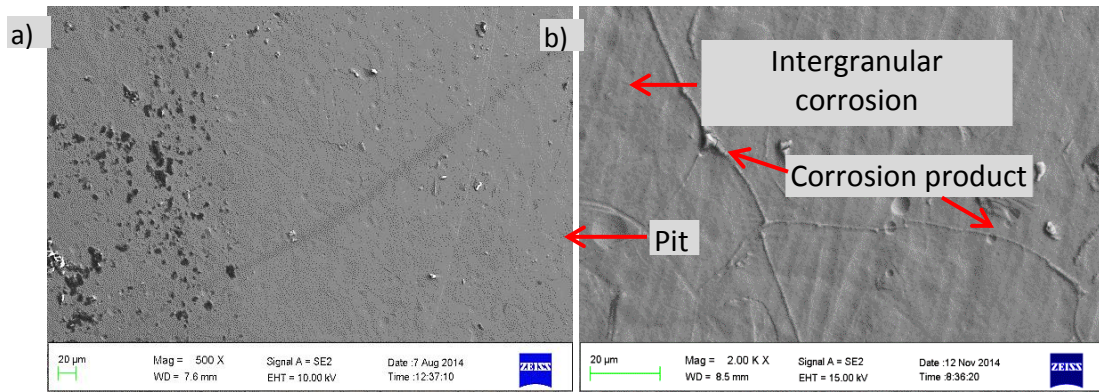 a)
b)
Intergranular
corrosion
Corrosion product
Pit
20 µm
Mag = 500 X
WD = 7.6 mm
Signal A = SE2
EHT = 10.00 kV
Date :7 Aug 2014
Time :12:37:10
ZEISS
20 µm
Mag = 2.00 K X
WD = 8.5 mm
Signal A = SE2
EHT = 15.00 kV
Date :12 Nov 2014
Time :8:36:20
ZEISS